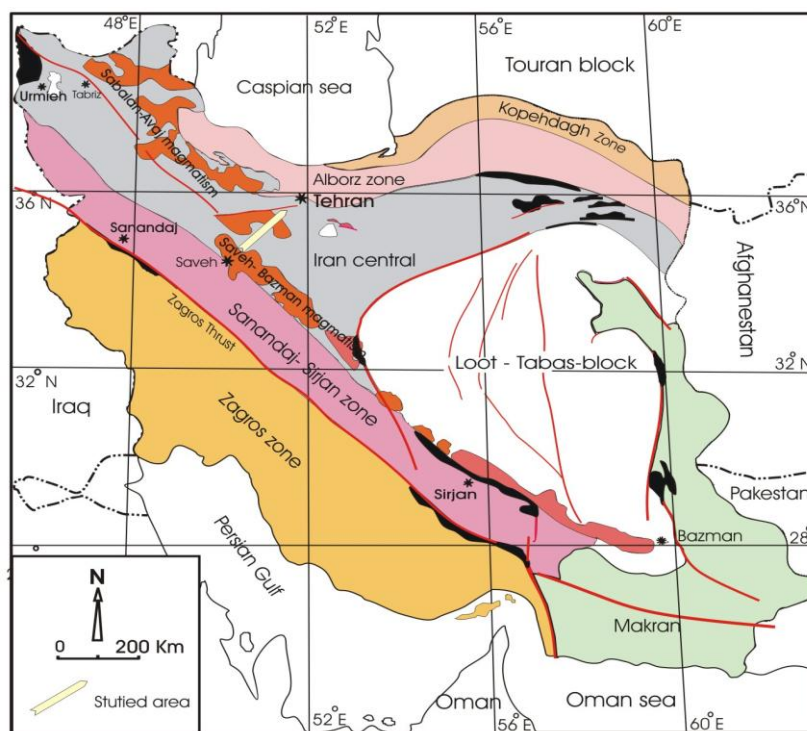 48°E
52°E
56°E
60°E
Caspian sea
Touran block
Urmieh
Tabriz
Sabalan-Avaj magmatism
Kopehdagh Zone
Alborz zone
Tehran
36°
N
36°N
Sanandaj
Saveh
Iran central
Afghanestan
Saveh- Bazman magmatism
Zagros Thrust
Sanandaj- Sirjan zone
Loot - Tabas-block
32°N
32°N
Iraq
Zagros zone
Sirjan
Pakestan
Bazman
28°
Persian Gulf
N
0 200 Km
Makran
Stutied area
52°E
Oman
56°E
Oman sea
60°E